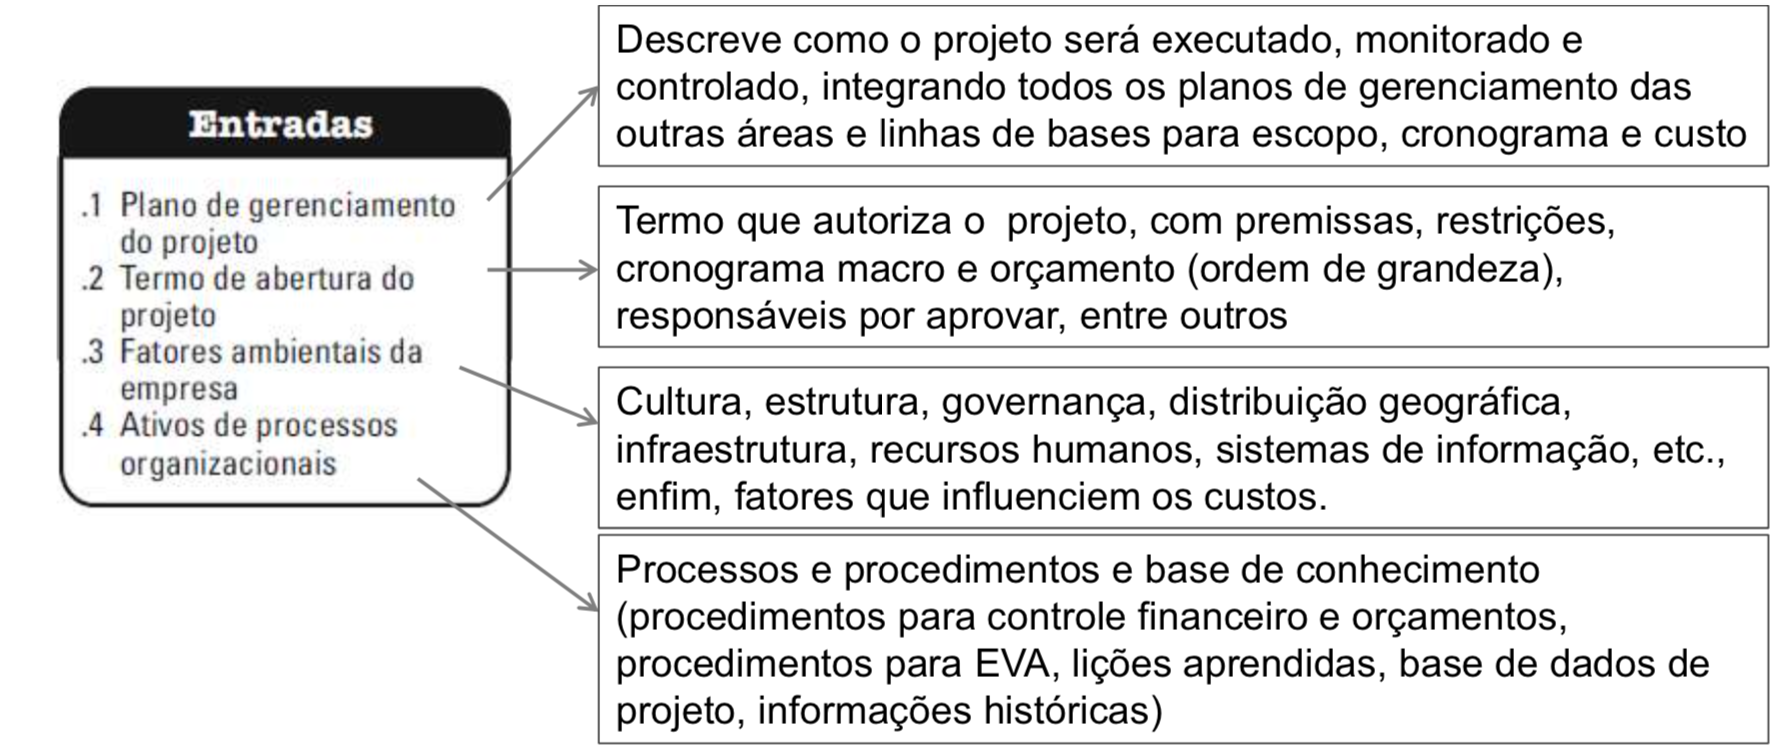 Entradas
.1 Plano de gerenciamento
do projeto
.2 Termo de abertura do
projeto
.3 Fatores ambientais da
empresa
.4 Ativos de processos
organizacionais
Descreve como o projeto será executado, monitorado e
controlado, integrando todos os planos de gerenciamento das
outras áreas e linhas de bases para escopo, cronograma e custo
Termo que autoriza o projeto, com premissas, restrições,
cronograma macro e orçamento (ordem de grandeza),
responsáveis por aprovar, entre outros
Cultura, estrutura, governança, distribuição geográfica,
infraestrutura, recursos humanos, sistemas de informação, etc.,
enfim, fatores que influenciem os custos.
Processos e procedimentos e base de conhecimento
(procedimentos para controle financeiro e orçamentos,
procedimentos para EVA, lições aprendidas, base de dados de
projeto, informações históricas)